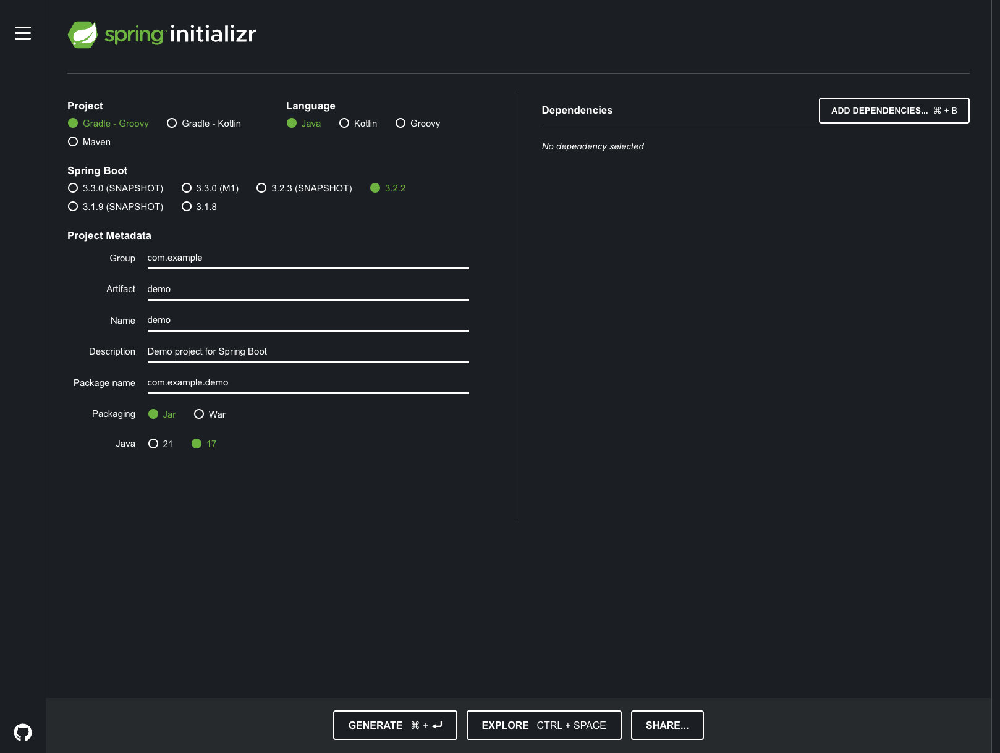 spring initializr
Project
Gradle - Groovy
Gradle - Kotlin
Maven
Language
Java
Kotlin
Groovy
Spring Boot
3.3.0 (SNAPSHOT)
3.3.0 (M1)
3.2.3 (SNAPSHOT)
3.2.2
3.1.9 (SNAPSHOT)
3.1.8
Project Metadata
Group com.example
Artifact demo
Name demo
Description Demo project for Spring Boot
Package name com.example.demo
Packaging Jar War
Java 21 17
Dependencies
ADD DEPENDENCIES... ⌘ + B
No dependency selected
GENERATE ⌘ + ⏎
EXPLORE CTRL + SPACE
SHARE...